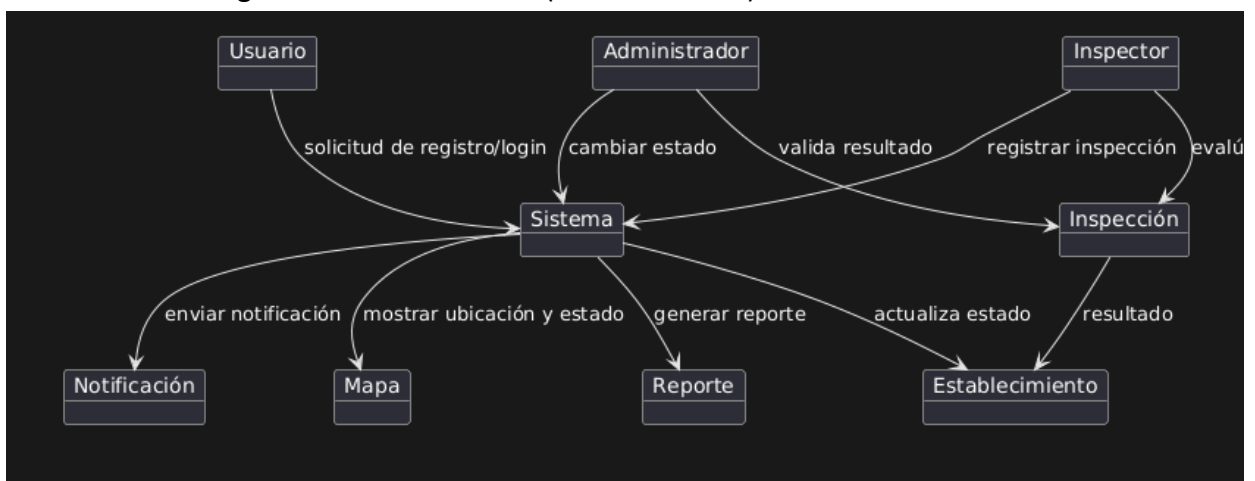 Usuario
Administrador
Inspector
solicitud de registro/login
cambiar estado
valida resultado
registrar inspección
evalú
Sistema
Inspección
enviar notificación
mostrar ubicación y estado
generar reporte
actualiza estado
resultado
Notificación
Mapa
Reporte
Establecimiento